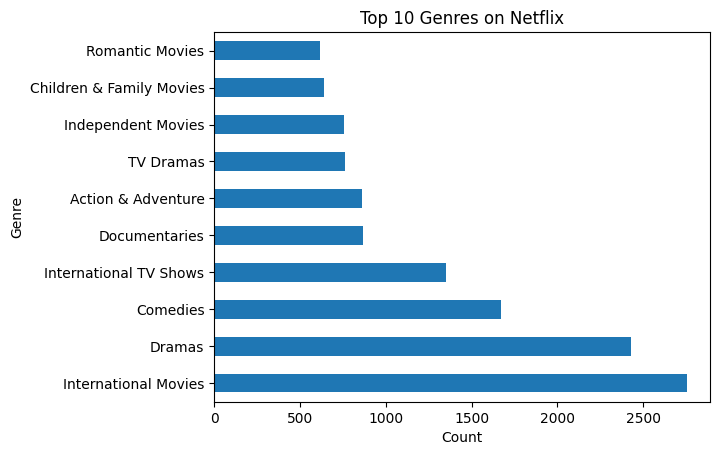 Top 10 Genres on Netflix
Genre
Romantic Movies
Children & Family Movies
Independent Movies
TV Dramas
Action & Adventure
Documentaries
International TV Shows
Comedies
Dramas
International Movies
0 500 1000 1500 2000 2500
Count